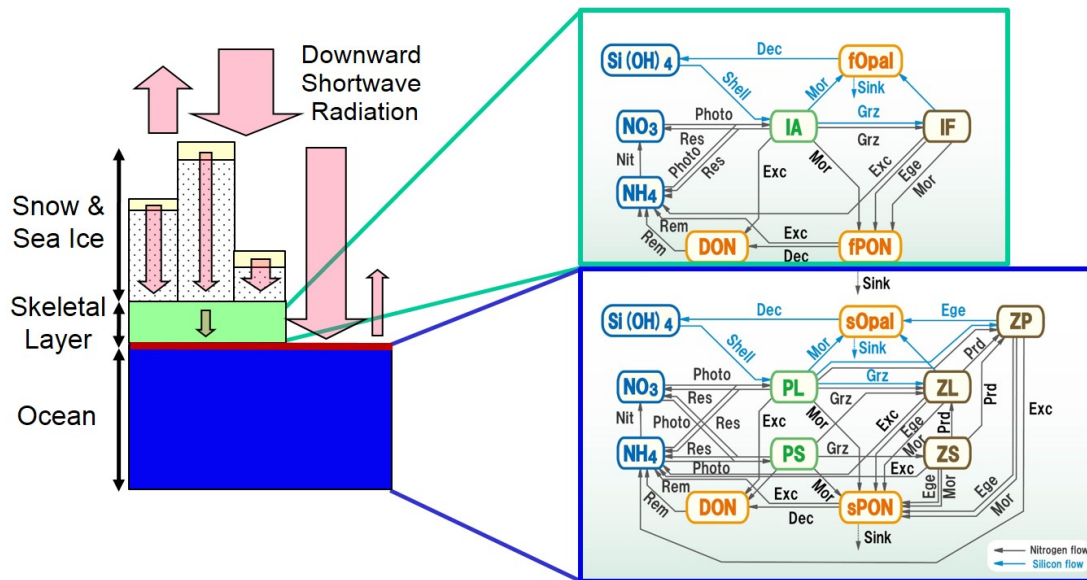 Downward
Shortwave
Radiation
Snow &
Sea Ice
Skeletal
Layer
Ocean
Si(OH)4
Dec
fOpal
Shell
Mor
Sink
NO3
Photo
IA
Grz
IF
Res
Grz
Nit
Photo
Res
Mor
Exc
Exc
Ege
Mor
NH4
Rem
Rem
DON
Exc
Dec
fPON
Sink
Si(OH)4
Dec
sOpal
Ege
ZP
Shell
Mor
Sink
Prd
NO3
Photo
PL
Grz
ZL
Res
Grz
Prd
Exc
Nit
Photo
Res
Exc
Mor
Exc
Ege
Mor
Prd
NH4
Res
PS
Grz
ZS
Photo
Exc
Rem
Rem
DON
Exc
Mor
Dec
sPON
Ege
Mor
Ege
Mor
Sink
Nitrogen flow
Silicon flow